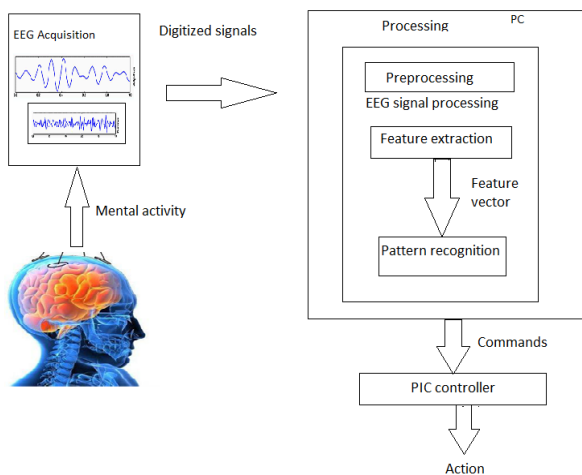 EEG Acquisition
Digitized signals
Mental activity
Processing
PC
Preprocessing
EEG signal processing
Feature extraction
Feature
vector
Pattern recognition
Commands
PIC controller
Action